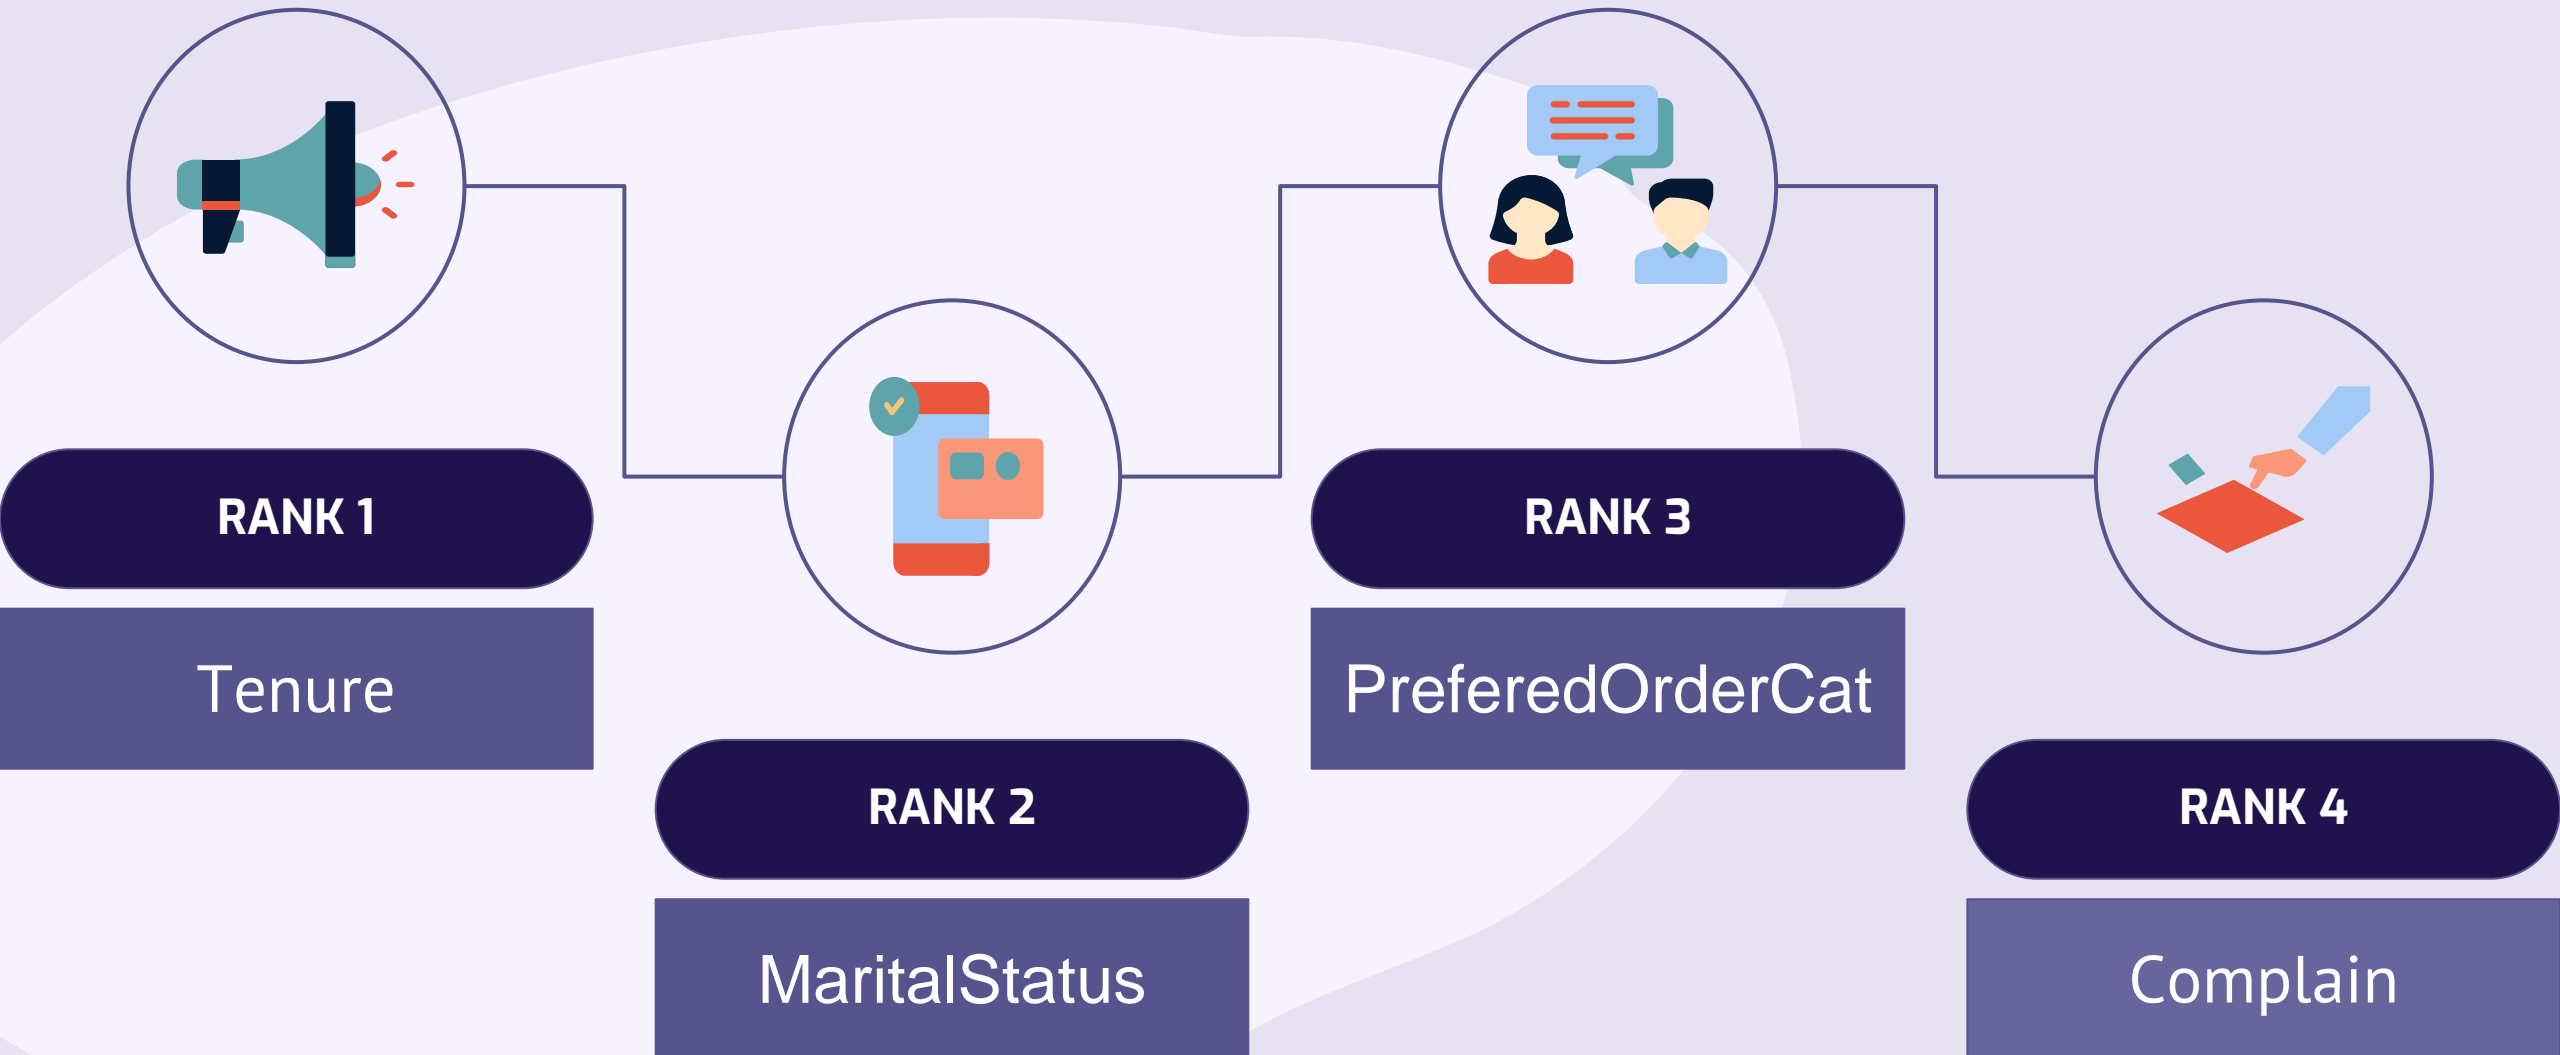 RANK 1
Tenure
RANK 2
MaritalStatus
RANK 3
PreferedOrderCat
RANK 4
Complain